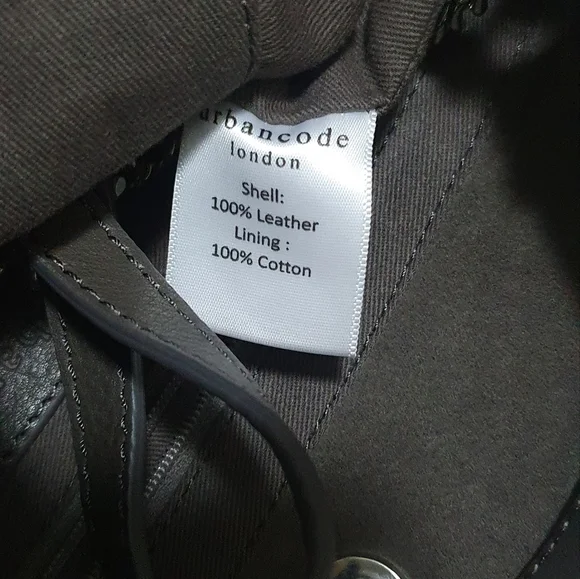 urbancode
london
Shell:
100% Leather
Lining :
100% Cotton